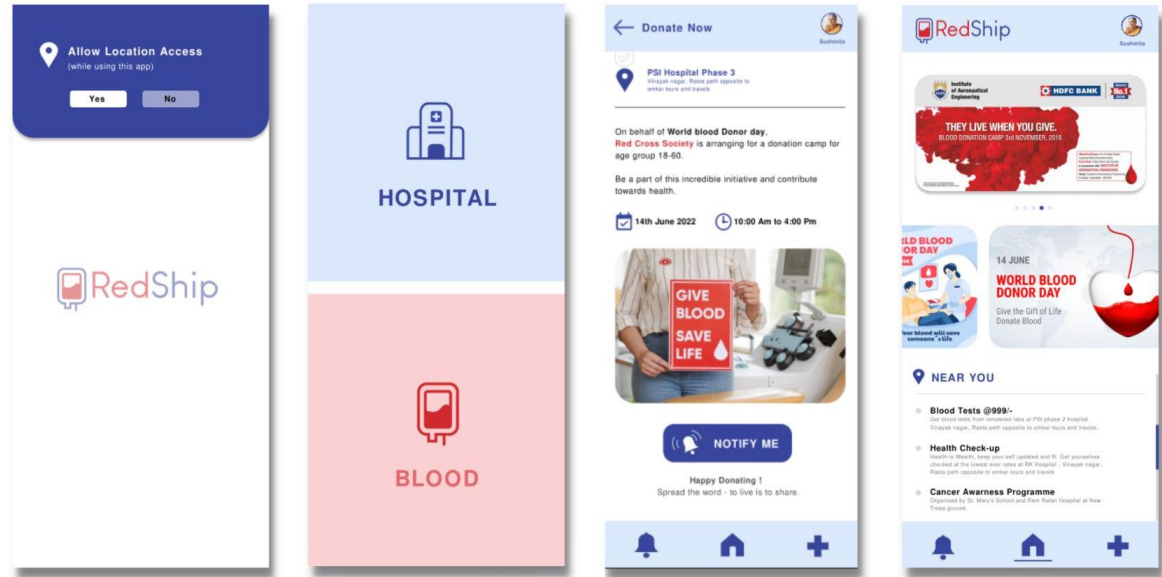 Allow Location Access
(while using this app)
Yes
No
RedShip
HOSPITAL
BLOOD
Donate Now
Sushmita
PSI Hospital Phase 3
Vinayak nagar, Rasta peth opposite to
omkar tours and travels
On behalf of World blood Donor day,
Red Cross Society is arranging for a donation camp for
age group 18-60.
Be a part of this incredible initiative and contribute
towards health.
14th June 2022
10:00 Am to 4:00 Pm
GIVE
BLOOD
SAVE
LIFE
NOTIFY ME
Happy Donating !
Spread the word - to live is to share.
RedShip
Sushmita
Institute
of Aeronautical
Engineering
HDFC BANK
No.1
THEY LIVE WHEN YOU GIVE.
BLOOD DONATION CAMP 3rd NOVEMBER, 2018.
RLD BLOOD
OR DAY
Your blood will save
someone's life
14 JUNE
WORLD BLOOD
DONOR DAY
Give the Gift of Life
Donate Blood
NEAR YOU
Blood Tests @999/-
Get blood tests from renowned labs at PSI phase 2 hospital.
Vinayak nagar, Rasta peth opposite to omkar tours and travels.
Health Check-up
Health is Wealth, keep your self updated and fit. Get yourselves
checked at the lowest ever rates at RK Hospital - Vinayak nagar,
Rasta peth opposite to omkar tours and travels
Cancer Awarness Programme
Organized by St. Mary's School and Ram Ratan Hospital at New
ground